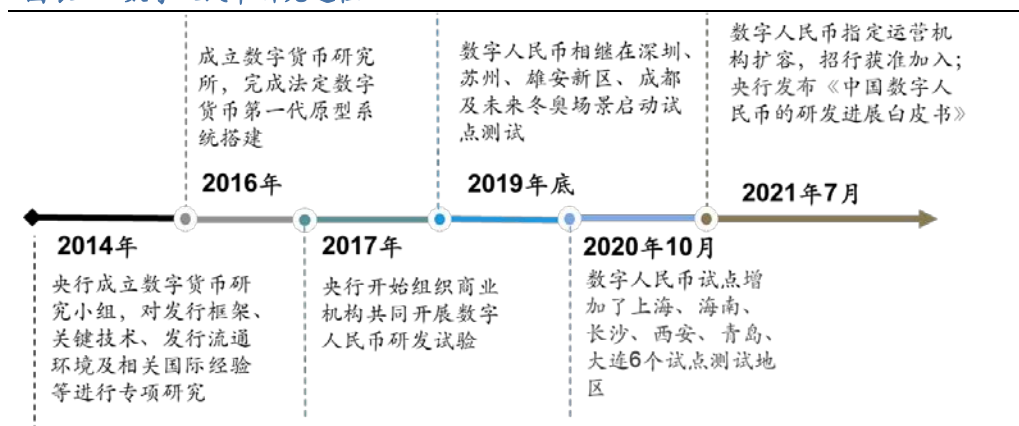 成立数字货币研究
所，完成法定数字
货币第一代原型系
统搭建
2016年
数字人民币相继在深圳、
苏州、雄安新区、成都
及未来冬奥场景启动试
点测试
2019年底
数字人民币指定运营机
构扩容，招行获准加入；
央行发布《中国数字人
民币的研发进展白皮书》
2021年7月
2014年
央行成立数字货币研
究小组，对发行框架、
关键技术、发行流通
环境及相关国际经验
等进行专项研究
2017年
央行开始组织商业
机构共同开展数字
人民币研发试验
2020年10月
数字人民币试点增
加了上海、海南、
长沙、西安、青岛、
大连6个试点测试地
区